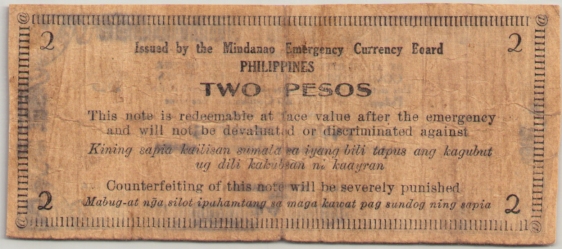 2 2
Issued by the Mindanao Emergency Currency Board
PHILIPPINES
TWO PESOS
This note is redeemable at face value after the emergency
and will not be devaluated or discriminated against
Kining sapia kailisan sumala sa iyang bili tapus ang kagubut
ug dili kakubsan ni kaayran
Counterfeiting of this note will be severely punished
Mabug-at nga silot ipahamtang sa maga kawat pag sundog ning sapia
2 2